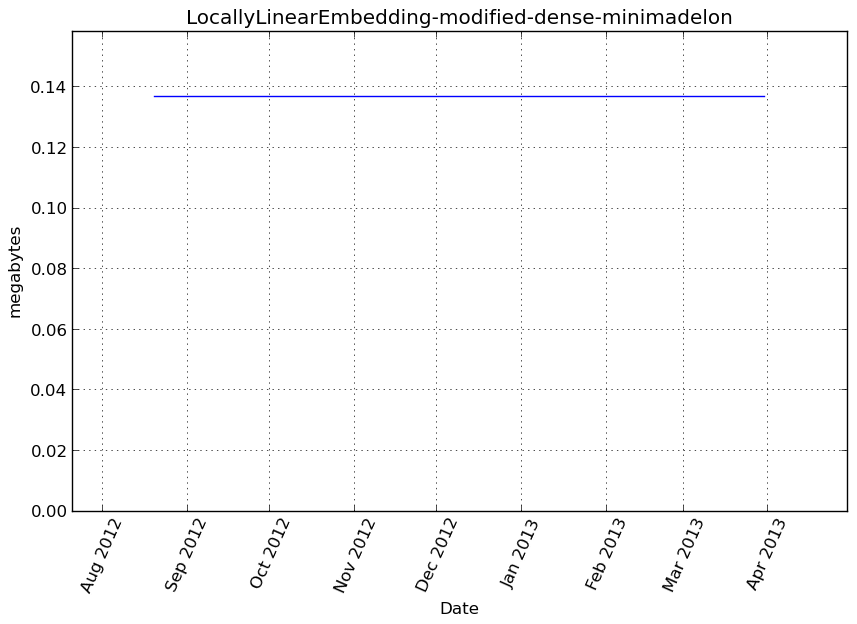 LocallyLinearEmbedding-modified-dense-minimadelon
0.14
0.12
0.10
0.08
0.06
0.04
0.02
0.00
megabytes
Aug 2012
Sep 2012
Oct 2012
Nov 2012
Dec 2012
Jan 2013
Feb 2013
Mar 2013
Apr 2013
Date